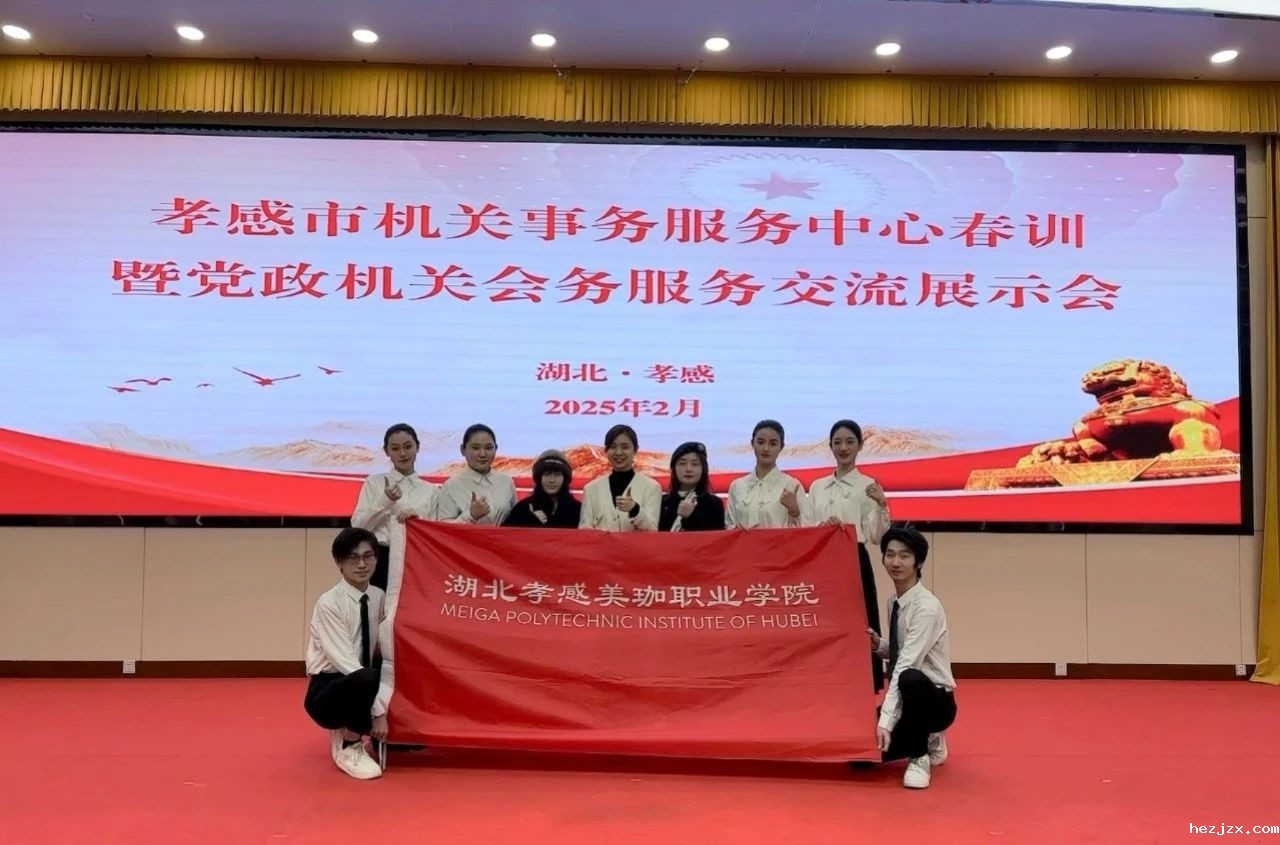 孝感市机关事务服务中心春训
暨党政机关会务服务交流展示会
湖北·孝感
2025年2月
湖北孝感美珈职业学院
MEIGA POLYTECHNIC INSTITUTE OF HUBEI
hezjzx.com